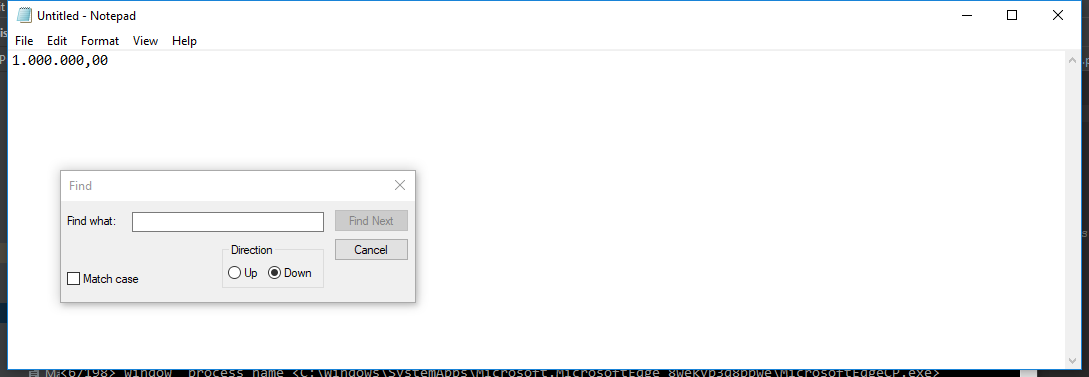 Untitled - Notepad
File Edit Format View Help
1.000.000,00
Find
Find what: Find Next
Direction Cancel
Up Down
Match case
<6/198> window process name <C:\Windows\SystemApps\Microsoft.MicrosoftEdge_8wekyb3d8bbwe\MicrosoftEdgeCP.exe>